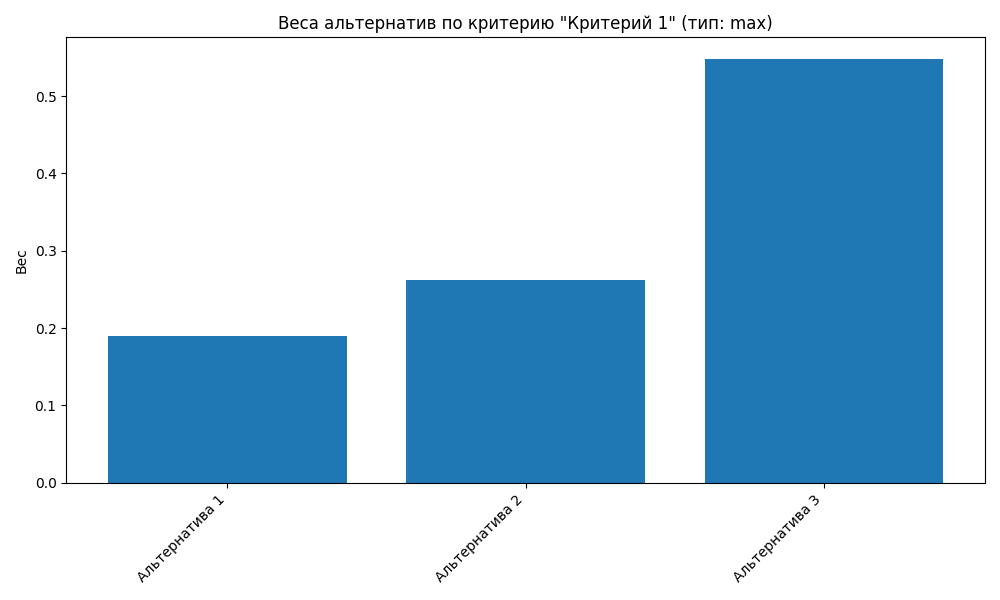 Веса альтернатив по критерию "Критерий 1" (тип: max)
Вес
0.5
0.4
0.3
0.2
0.1
0.0
Альтернатива 1
Альтернатива 2
Альтернатива 3